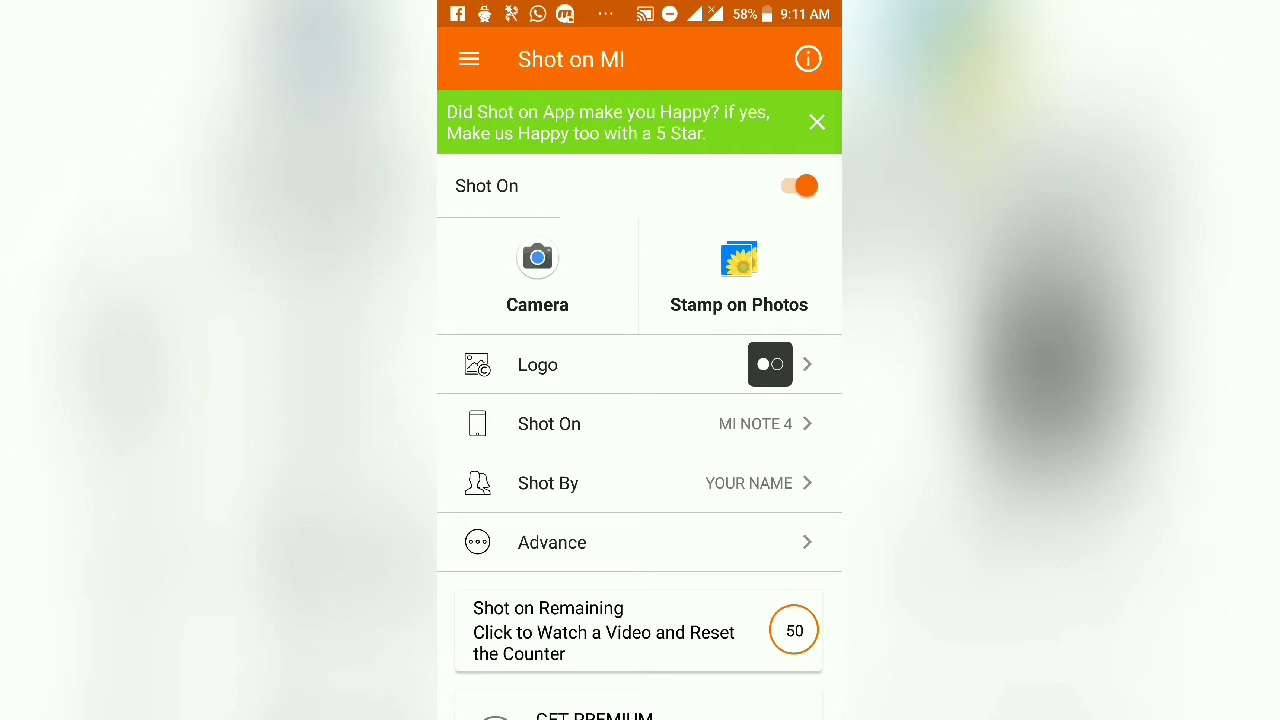 58% 9:11 AM
Shot on MI
Did Shot on App make you Happy? if yes,
Make us Happy too with a 5 Star.
Shot On
Camera
Stamp on Photos
Logo
Shot On MI NOTE 4
Shot By YOUR NAME
Advance
Shot on Remaining
Click to Watch a Video and Reset
the Counter
50
GET PREMIUM